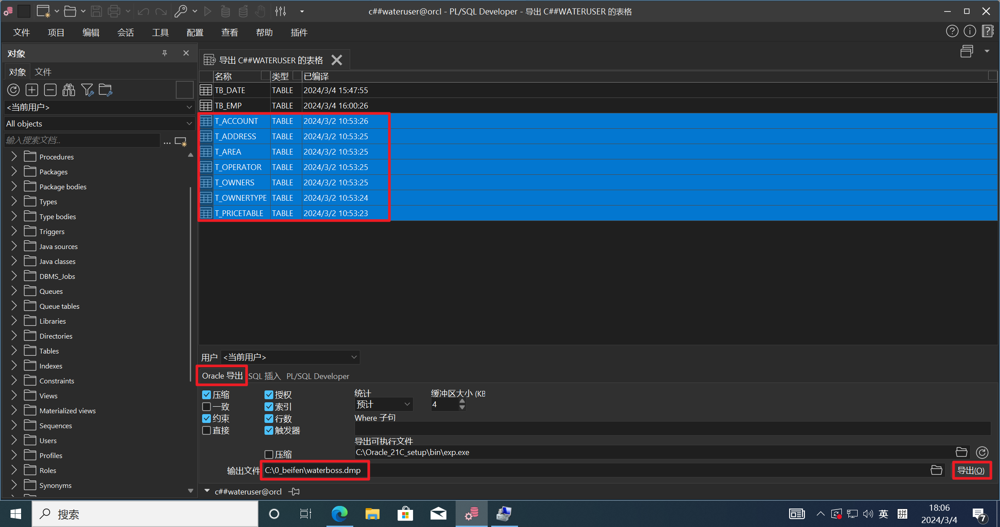 c##wateruser@orcl - PL/SQL Developer - 导出 C##WATERUSER 的表格
文件 项目 编辑 会话 工具 配置 查看 帮助 插件
对象
对象 文件
<当前用户>
All objects
输入搜索文档...
Procedures
Packages
Package bodies
Types
Type bodies
Triggers
Java sources
Java classes
DBMS_Jobs
Queues
Queue tables
Libraries
Directories
Tables
Indexes
Constraints
Views
Materialized views
Sequences
Users
Profiles
Roles
Synonyms
导出 C##WATERUSER 的表格
名称 类型 已编译
TB_DATE TABLE 2024/3/4 15:47:55
TB_EMP TABLE 2024/3/4 16:00:26
T_ACCOUNT TABLE 2024/3/2 10:53:26
T_ADDRESS TABLE 2024/3/2 10:53:25
T_AREA TABLE 2024/3/2 10:53:25
T_OPERATOR TABLE 2024/3/2 10:53:25
T_OWNERS TABLE 2024/3/2 10:53:25
T_OWNERTYPE TABLE 2024/3/2 10:53:24
T_PRICETABLE TABLE 2024/3/2 10:53:23
用户 <当前用户>
Oracle 导出 SQL 插入 PL/SQL Developer
压缩 授权 统计 缓冲区大小 (KB
一致 索引 预计 4
约束 行数 Where 子句
直接 触发器
导出可执行文件
压缩 C:\Oracle_21C_setup\bin\exp.exe
输出文件 C:\0_beifen\waterboss.dmp 导出(O)
c##wateruser@orcl
搜索
英 拼
18:06
2024/3/4
7